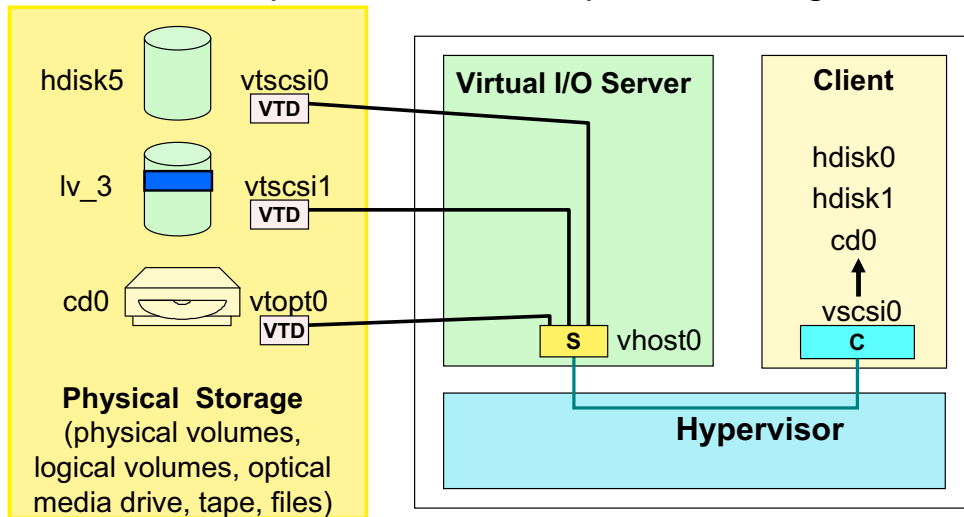 hdisk5
vtscsi0
VTD
lv_3
vtscsi1
VTD
cd0
vtopt0
VTD
Physical Storage
(physical volumes,
logical volumes, optical
media drive, tape, files)
Virtual I/O Server
S
vhost0
Client
hdisk0
hdisk1
cd0
vscsi0
C
Hypervisor